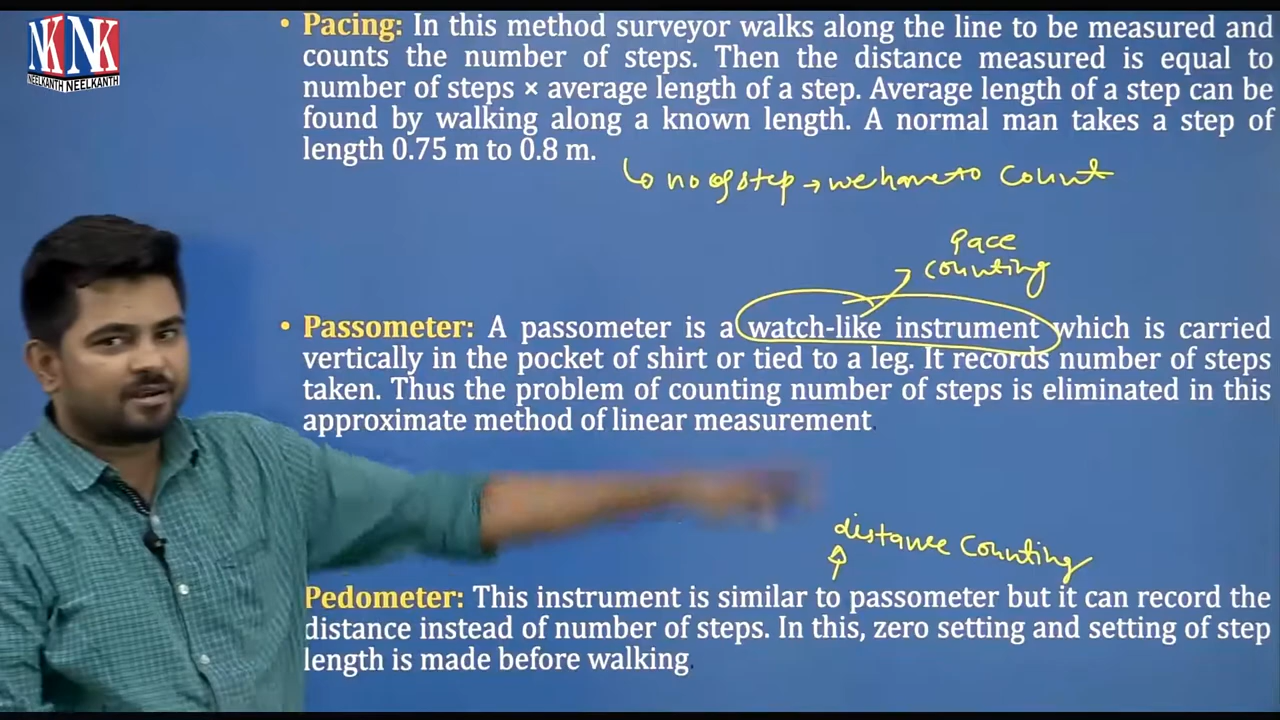 NK NK
NEELKANTH NEELKANTH
• Pacing: In this method surveyor walks along the line to be measured and
counts the number of steps. Then the distance measured is equal to
number of steps × average length of a step. Average length of a step can be
found by walking along a known length. A normal man takes a step of
length 0.75 m to 0.8 m.
no of step → we have to count
Pace
counting
• Passometer: A passometer is a watch-like instrument which is carried
vertically in the pocket of shirt or tied to a leg. It records number of steps
taken. Thus the problem of counting number of steps is eliminated in this
approximate method of linear measurement.
distance Counting
Pedometer: This instrument is similar to passometer but it can record the
distance instead of number of steps. In this, zero setting and setting of step
length is made before walking.